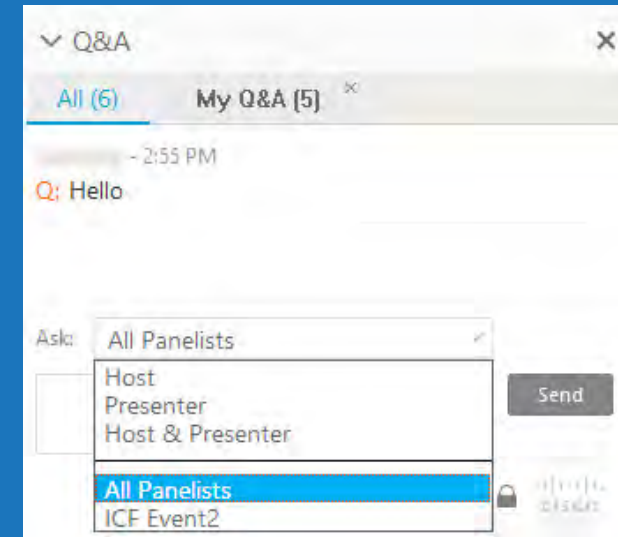 Q&A
All (6) My Q&A (5)
- 2:55 PM
Q: Hello
Ask: All Panelists
Host
Presenter
Host & Presenter
Send
All Panelists
ICF Event2
cisco